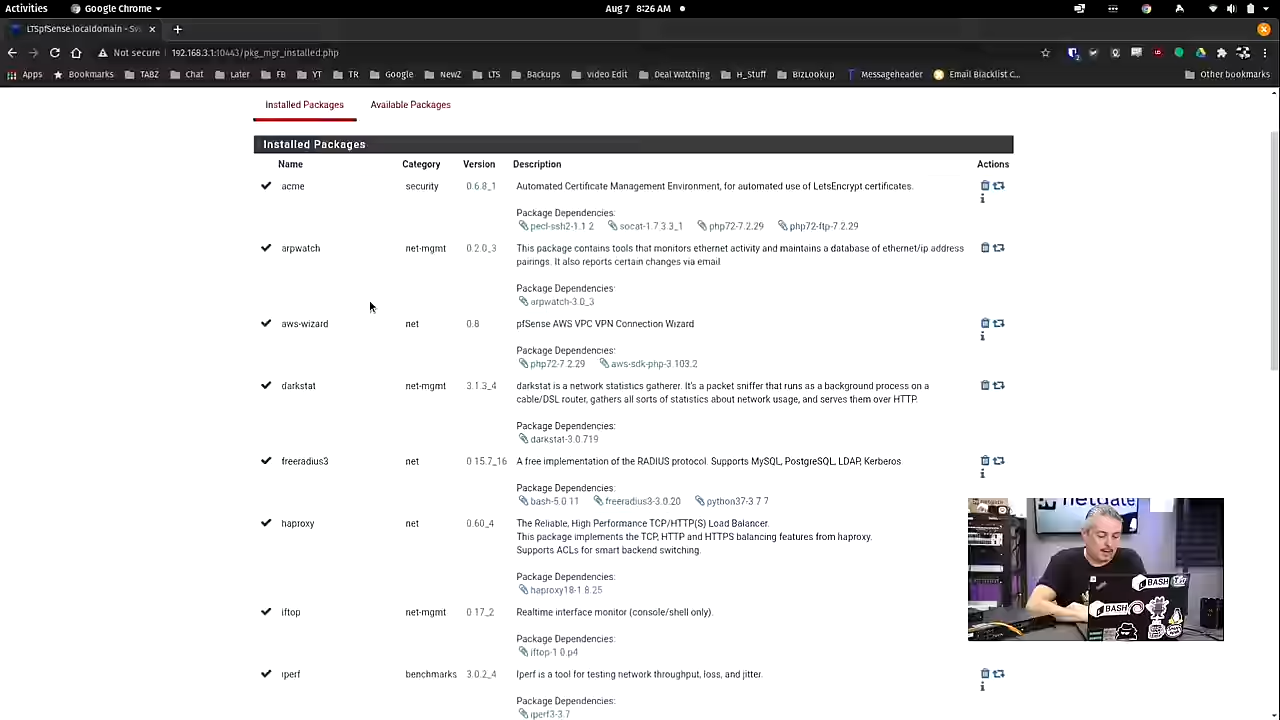 Activities
Google Chrome
Aug 7 8:26 AM
LTSpfSense.localdomain - Sy
Not secure 192.168.3.1:10443/pkg_mgr_installed.php
Apps Bookmarks TABZ Chat Later FB YT TR Google NewZ LTS Backups Video Edit Deal Watching H_Stuff BizLookup Messageheader Email Blacklist C... Other bookmarks
Installed Packages Available Packages
Installed Packages
Name Category Version Description Actions
acme security 0.6.8_1 Automated Certificate Management Environment, for automated use of LetsEncrypt certificates.
Package Dependencies:
pecl-ssh2-1.1.2 socat-1.7.3.3_1 php72-7.2.29 php72-ftp-7.2.29
arpwatch net-mgmt 0.2.0_3 This package contains tools that monitors ethernet activity and maintains a database of ethernet/ip address
pairings. It also reports certain changes via email.
Package Dependencies:
arpwatch-3.0_3
aws-wizard net 0.8 pfSense AWS VPC VPN Connection Wizard
Package Dependencies:
php72-7.2.29 aws-sdk-php-3.103.2
darkstat net-mgmt 3.1.3_4 darkstat is a network statistics gatherer. It's a packet sniffer that runs as a background process on a
cable/DSL router, gathers all sorts of statistics about network usage, and serves them over HTTP.
Package Dependencies:
darkstat-3.0.719
freeradius3 net 0.15.7_16 A free implementation of the RADIUS protocol. Supports MySQL, PostgreSQL, LDAP, Kerberos
Package Dependencies:
bash-5.0.11 freeradius3-3.0.20 python37-3.7.7
haproxy net 0.60_4 The Reliable, High Performance TCP/HTTP(S) Load Balancer.
This package implements the TCP, HTTP and HTTPS balancing features from haproxy.
Supports ACLs for smart backend switching.
Package Dependencies:
haproxy18-1.8.25
iftop net-mgmt 0.17_2 Realtime interface monitor (console/shell only).
Package Dependencies:
iftop-1.0.p4
iperf benchmarks 3.0.2_4 Iperf is a tool for testing network throughput, loss, and jitter.
Package Dependencies:
iperf3-3.7
netgate
BASH
BASH